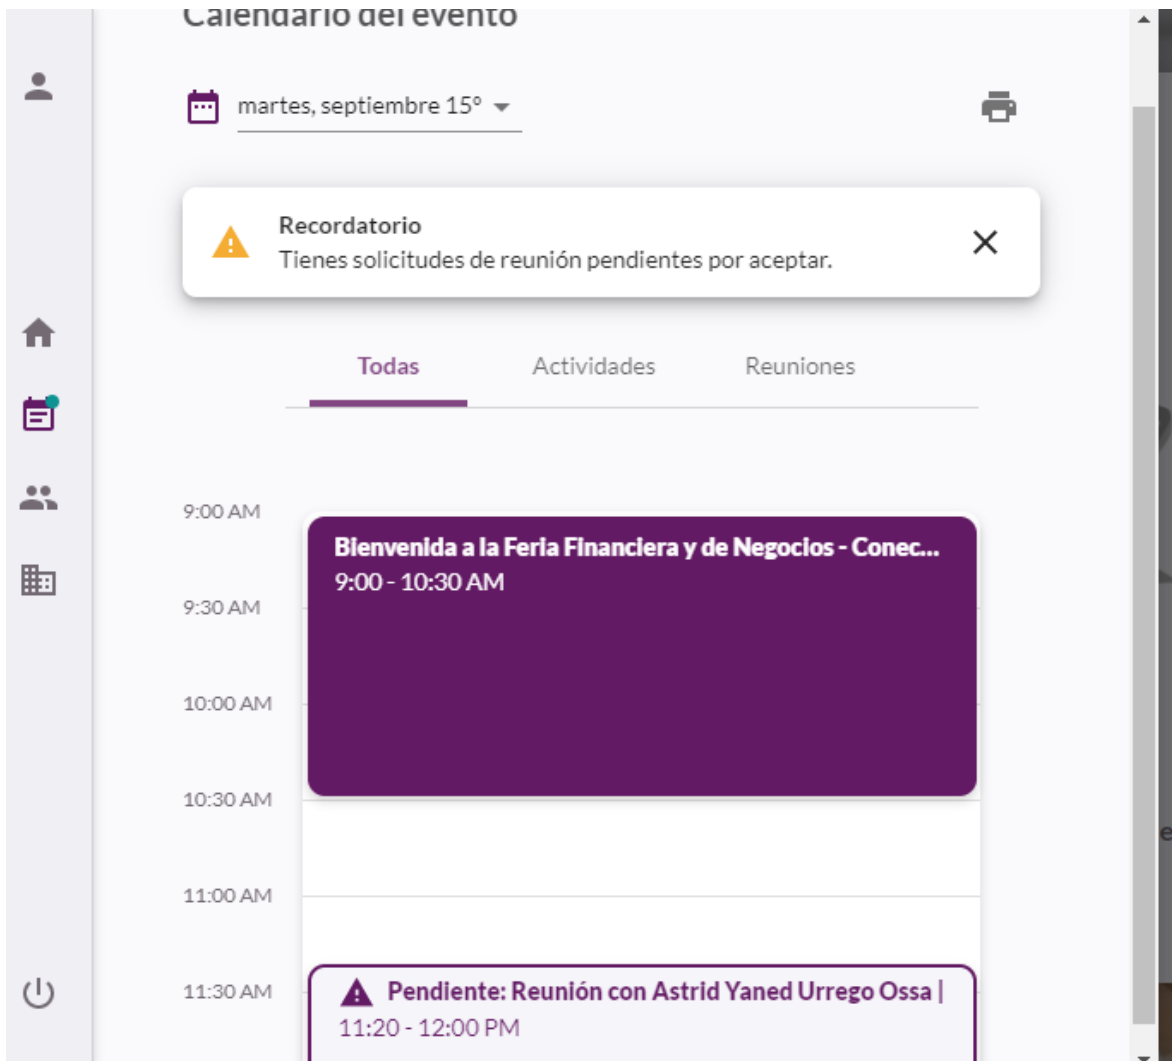 Calendario del evento
martes, septiembre 15º
Recordatorio
Tienes solicitudes de reunión pendientes por aceptar.
Todas
Actividades
Reuniones
9:00 AM
Bienvenida a la Feria Financiera y de Negocios - Conec...
9:00 - 10:30 AM
9:30 AM
10:00 AM
10:30 AM
11:00 AM
11:30 AM
Pendiente: Reunión con Astrid Yaned Urrego Ossa |
11:20 - 12:00 PM